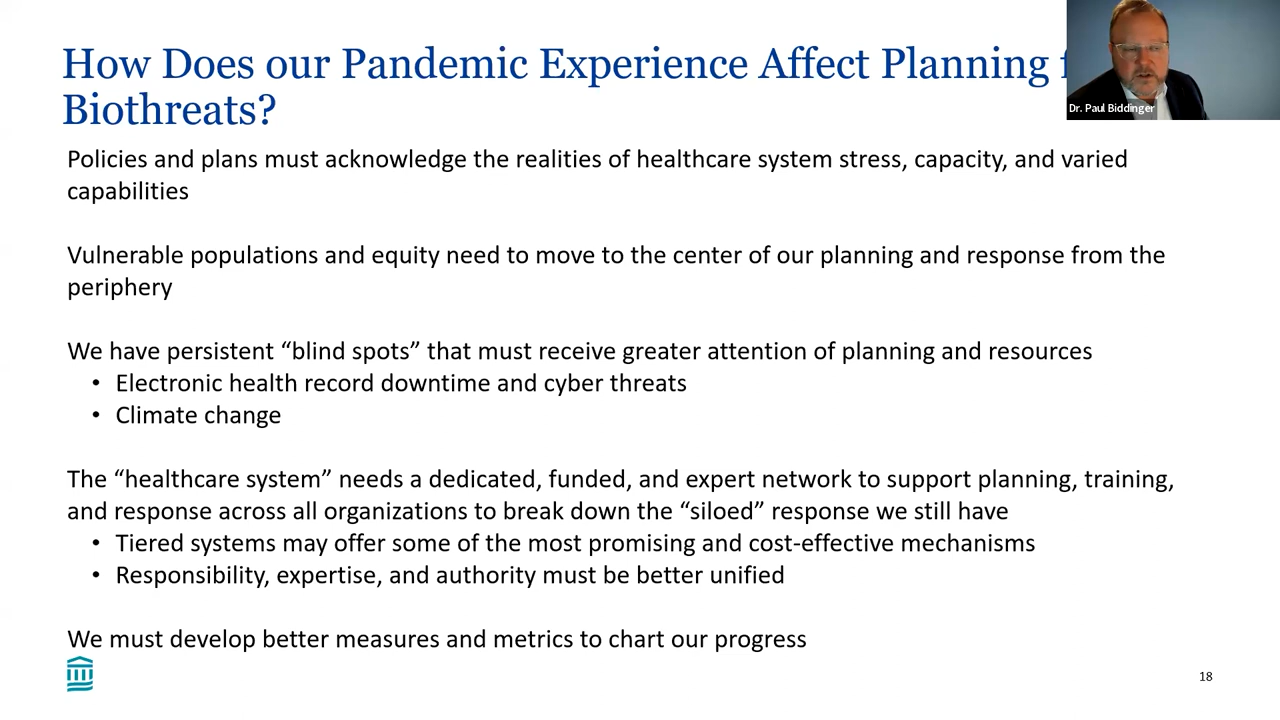 How Does our Pandemic Experience Affect Planning
Biothreats?
Dr. Paul Biddinger
Policies and plans must acknowledge the realities of healthcare system stress, capacity, and varied
capabilities
Vulnerable populations and equity need to move to the center of our planning and response from the
periphery
We have persistent “blind spots” that must receive greater attention of planning and resources
• Electronic health record downtime and cyber threats
• Climate change
The “healthcare system” needs a dedicated, funded, and expert network to support planning, training,
and response across all organizations to break down the “siloed” response we still have
• Tiered systems may offer some of the most promising and cost-effective mechanisms
• Responsibility, expertise, and authority must be better unified
We must develop better measures and metrics to chart our progress
18